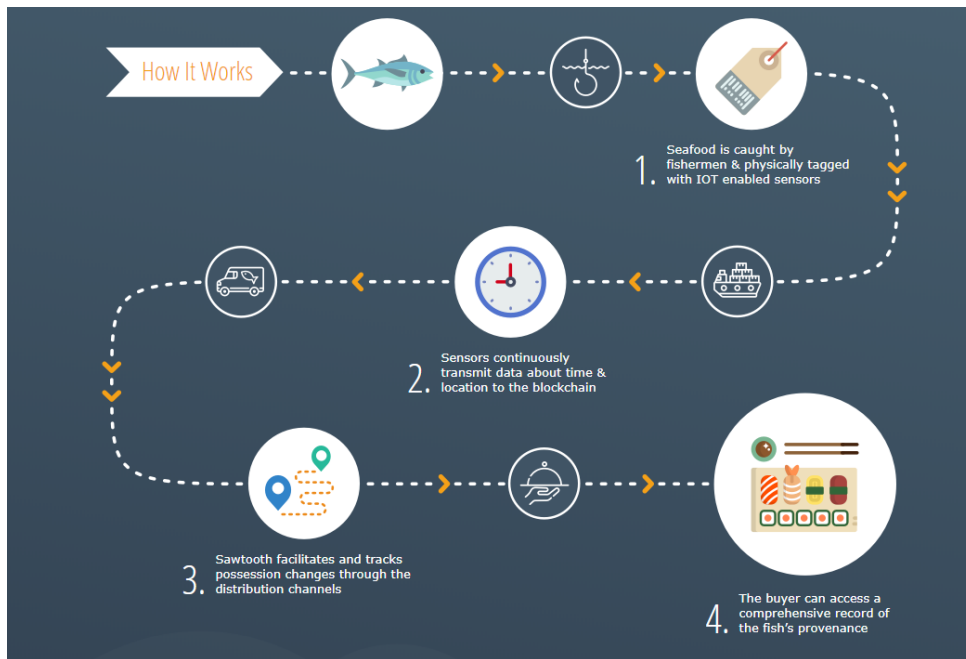 How It Works
1.
Seafood is caught by
fishermen & physically tagged
with IOT enabled sensors
2.
Sensors continuously
transmit data about time &
location to the blockchain
3.
Sawtooth facilitates and tracks
possession changes through the
distribution channels
4.
The buyer can access a
comprehensive record of
the fish's provenance